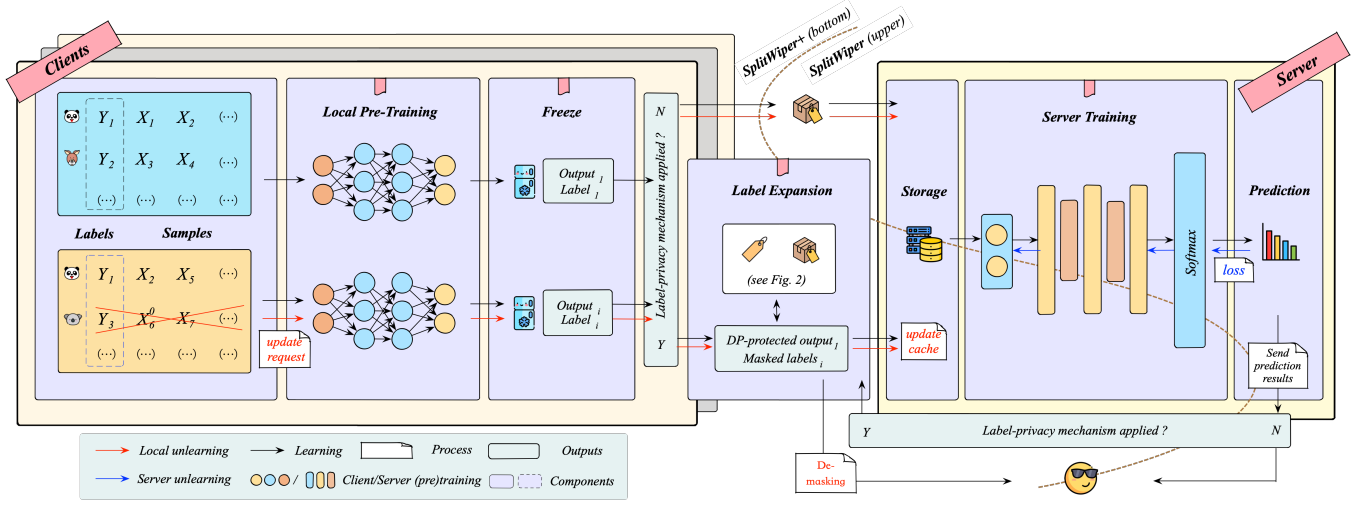 Clients
Y1 X1 X2 (...)
Y2 X3 X4 (...)
(...) (...) (...) (...)
Labels Samples
Y1 X2 X5 (...)
Y3 X6 0 X7 (...)
(...) (...) (...) (...)
update
request
Local Pre-Training
Freeze
Output 1
Label 1
Output i
Label i
N
Label-privacy mechanism applied ?
Y
SplitWiper+ (bottom)
SplitWiper (upper)
Label Expansion
(see Fig. 2)
DP-protected output 1
Masked labels i
Server
Storage
update
cache
Server Training
Softmax
Prediction
loss
Send
prediction
results
Y Label-privacy mechanism applied ? N
De-
masking
Local unlearning Learning Process Outputs
Server unlearning / Client/Server (pre)training Components